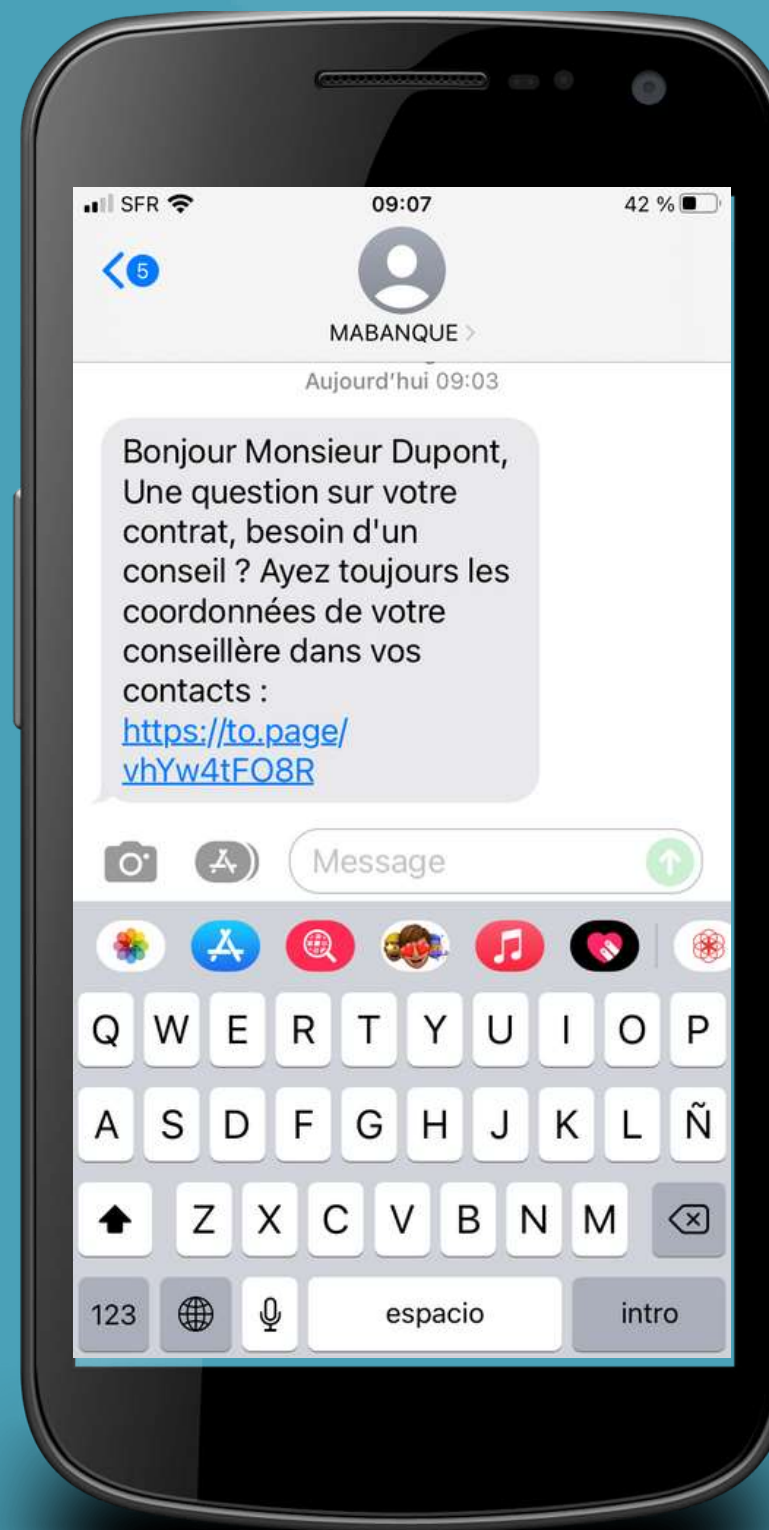 SFR 09:07 42 %
5
MABANQUE
Aujourd'hui 09:03
Bonjour Monsieur Dupont,
Une question sur votre
contrat, besoin d'un
conseil ? Ayez toujours les
coordonnées de votre
conseillère dans vos
contacts :
https://to.page/
vhYw4tFO8R
Message
Q W E R T Y U I O P
A S D F G H J K L Ñ
Z X C V B N M
123 espacio intro